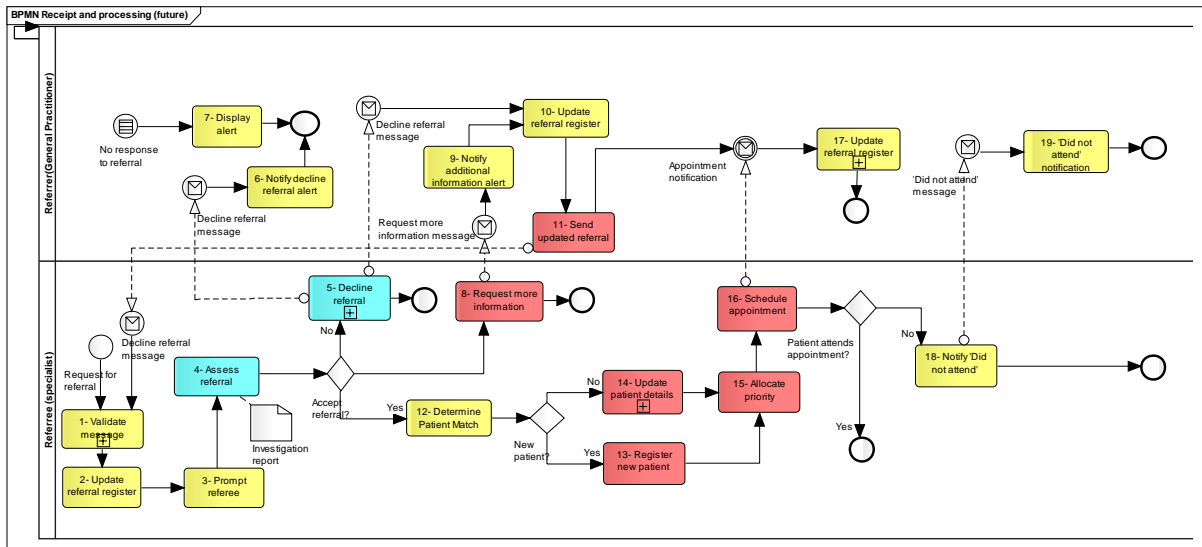 BPMN Receipt and processing (future)
Referrer(General Practitioner)
No response
to referral
7- Display
alert
6- Notify decline
referral alert
Decline referral
message
Decline referral
message
10- Update
referral register
9- Notify
additional
information alert
Request more
information message
11- Send
updated referral
Appointment
notification
17- Update
referral register
'Did not attend'
message
19- 'Did not
attend'
notification
Referee (specialist)
Decline referral
message
Request for
referral
1- Validate
message
2- Update
referral register
3- Prompt
referee
4- Assess
referral
Investigation
report
5- Decline
referral
No
Accept
referral?
Yes
8- Request more
information
12- Determine
Patient Match
New
patient?
No
14- Update
patient details
Yes
13- Register
new patient
15- Allocate
priority
16- Schedule
appointment
Patient attends
appointment?
No
Yes
18- Notify 'Did
not attend'